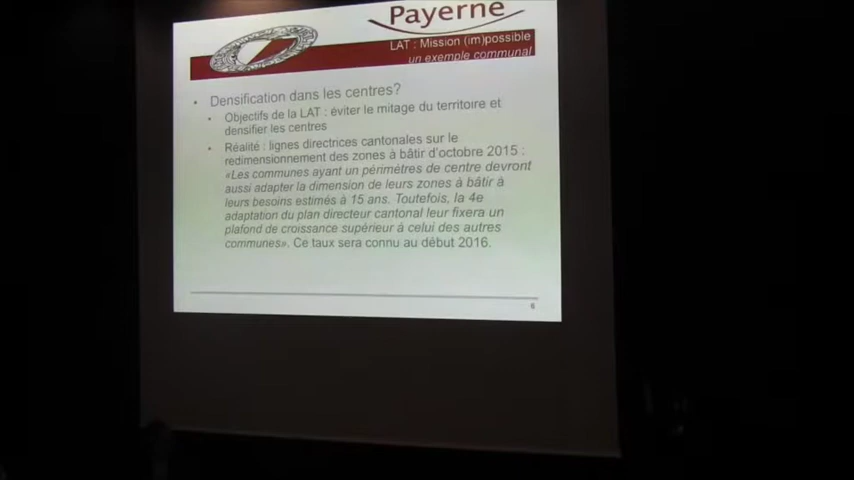 Payerne
LAT : Mission (im)possible
un exemple communal
• Densification dans les centres?
• Objectifs de la LAT : éviter le mitage du territoire et
densifier les centres
• Réalité : lignes directrices cantonales sur le
redimensionnement des zones à bâtir d'octobre 2015 :
«Les communes ayant un périmètres de centre devront
aussi adapter la dimension de leurs zones à bâtir à
leurs besoins estimés à 15 ans. Toutefois, la 4e
adaptation du plan directeur cantonal leur fixera un
plafond de croissance supérieur à celui des autres
communes». Ce taux sera connu au début 2016.
6